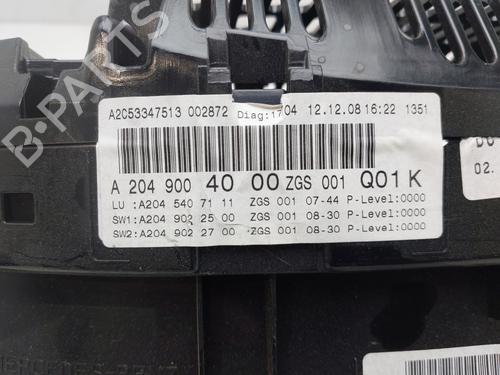 A2C53347513 002872 Diag:1704 12.12.08 16:22 1351
A 204 900 40 00 ZGS 001 Q01 K
LU :A204 540 71 11 ZGS 001 07-44 P-Level:0000
SW1:A204 902 25 00 ZGS 001 08-30 P-Level:0000
SW2:A204 902 27 00 ZGS 001 08-30 P-Level:0000
02.
B-PARTS